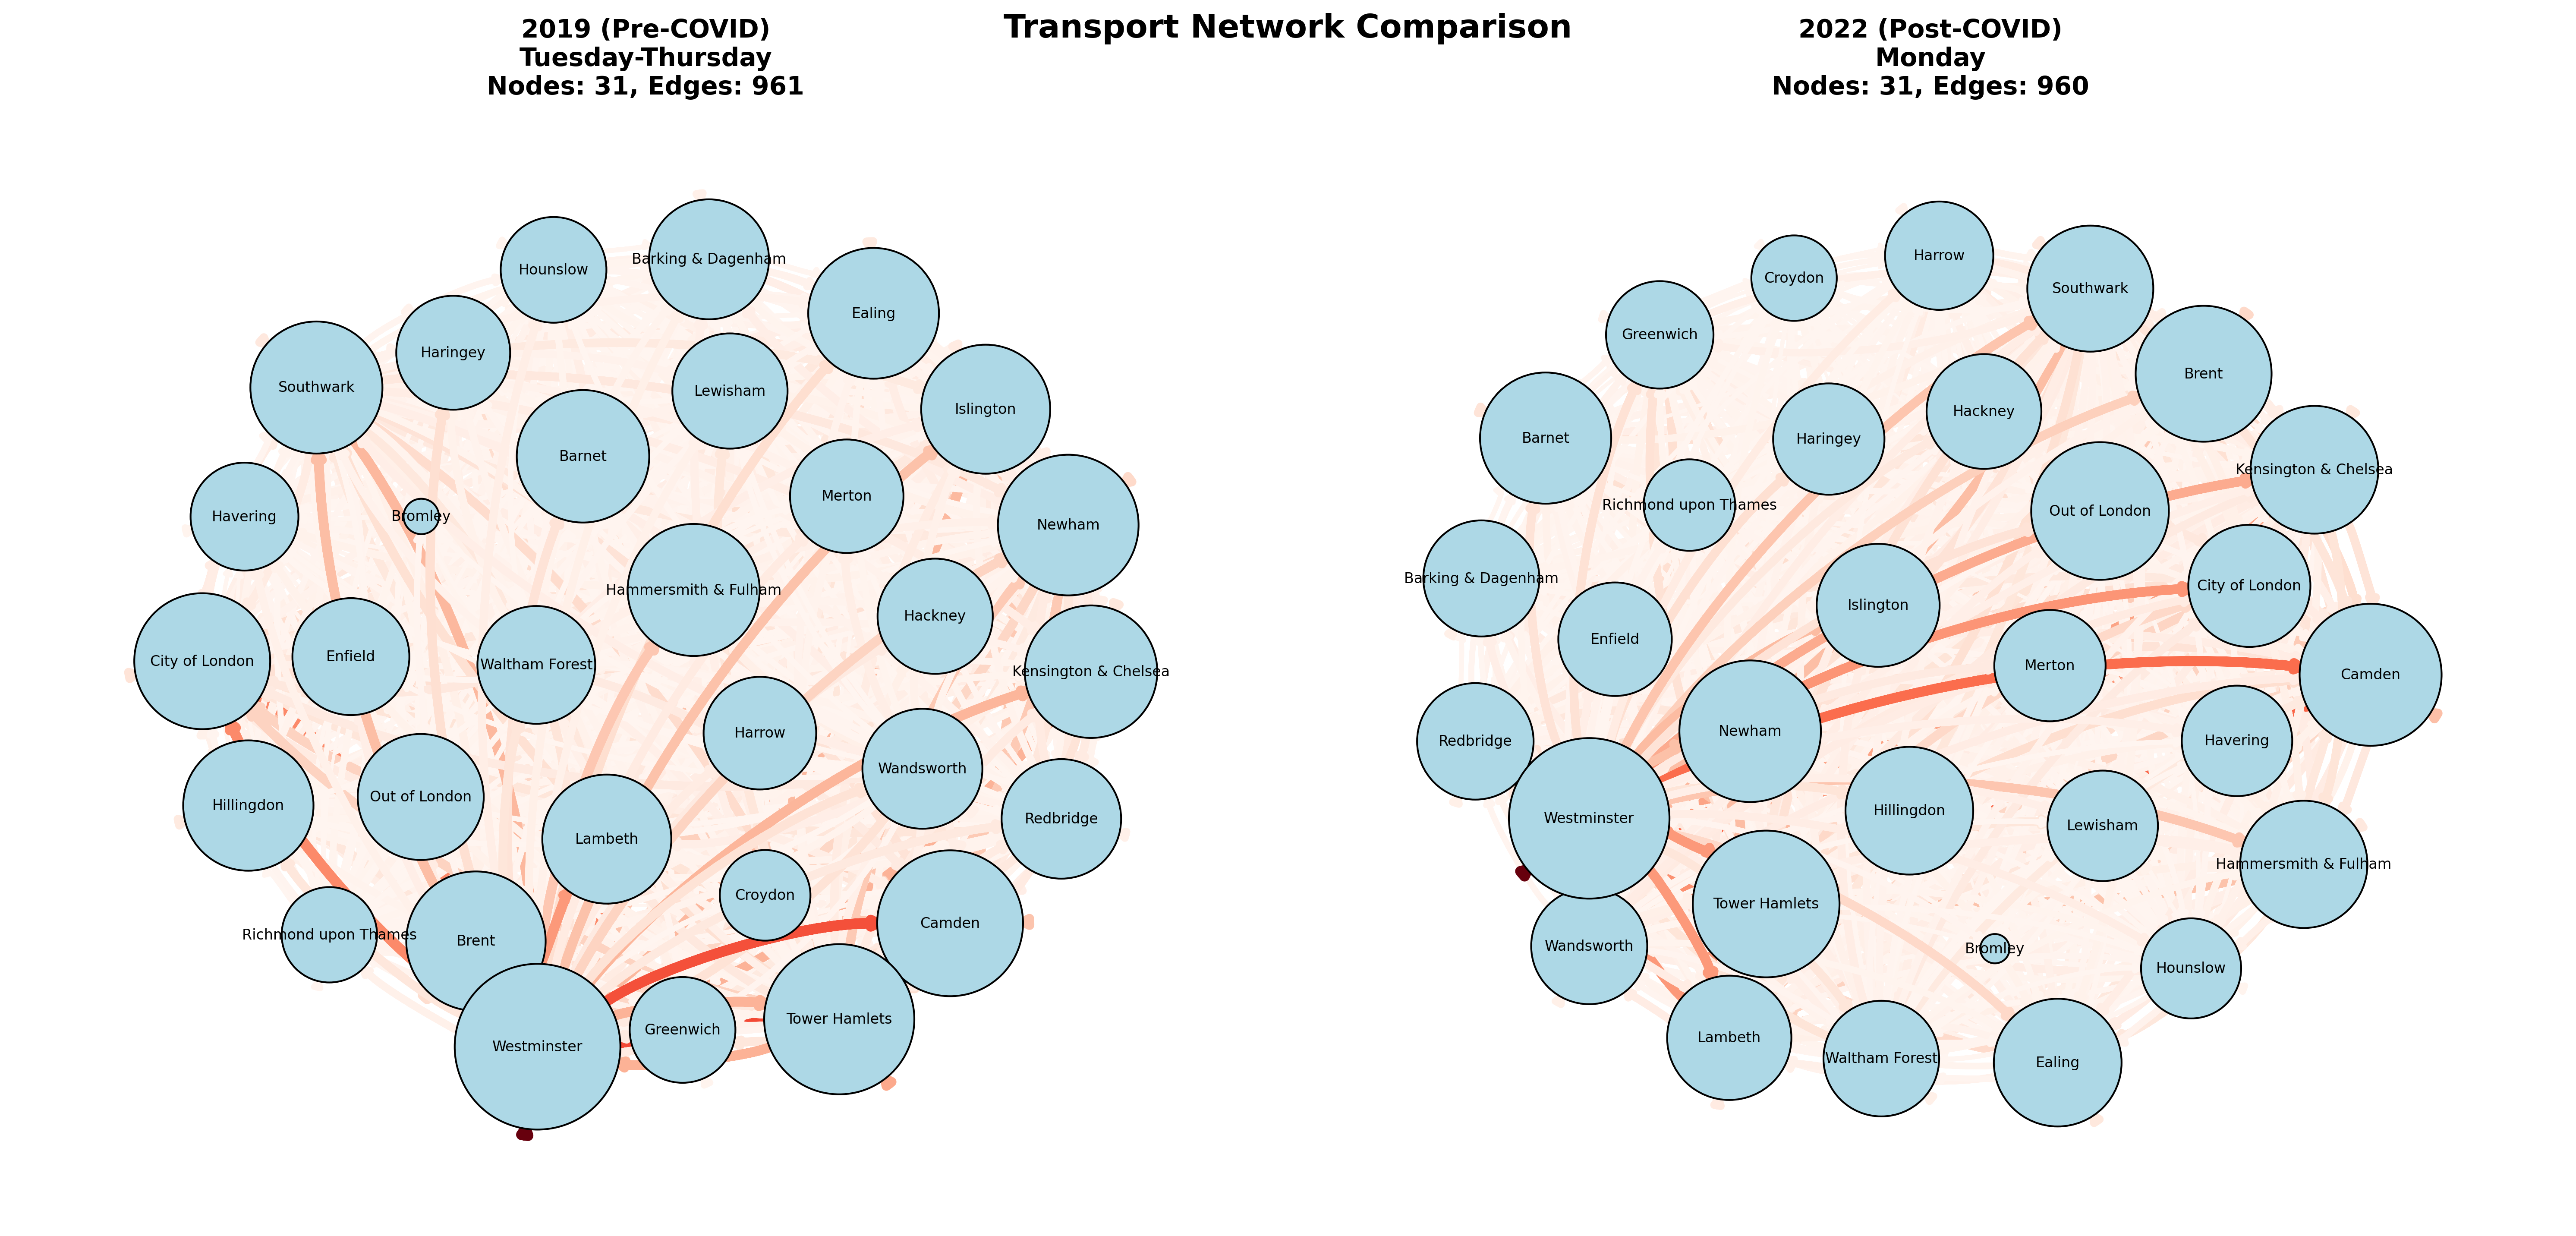 Transport Network Comparison
2019 (Pre-COVID)
Tuesday-Thursday
Nodes: 31, Edges: 961
Hounslow
Barking & Dagenham
Ealing
Haringey
Southwark
Lewisham
Islington
Barnet
Merton
Havering
Bromley
Newham
Hammersmith & Fulham
Hackney
City of London
Enfield
Waltham Forest
Kensington & Chelsea
Harrow
Wandsworth
Hillingdon
Out of London
Redbridge
Lambeth
Croydon
Camden
Richmond upon Thames
Brent
Tower Hamlets
Greenwich
Westminster
2022 (Post-COVID)
Monday
Nodes: 31, Edges: 960
Harrow
Croydon
Southwark
Greenwich
Brent
Hackney
Barnet
Haringey
Kensington & Chelsea
Richmond upon Thames
Out of London
Barking & Dagenham
City of London
Islington
Enfield
Merton
Camden
Newham
Redbridge
Havering
Hillingdon
Westminster
Lewisham
Hammersmith & Fulham
Tower Hamlets
Wandsworth
Bromley
Hounslow
Lambeth
Waltham Forest
Ealing